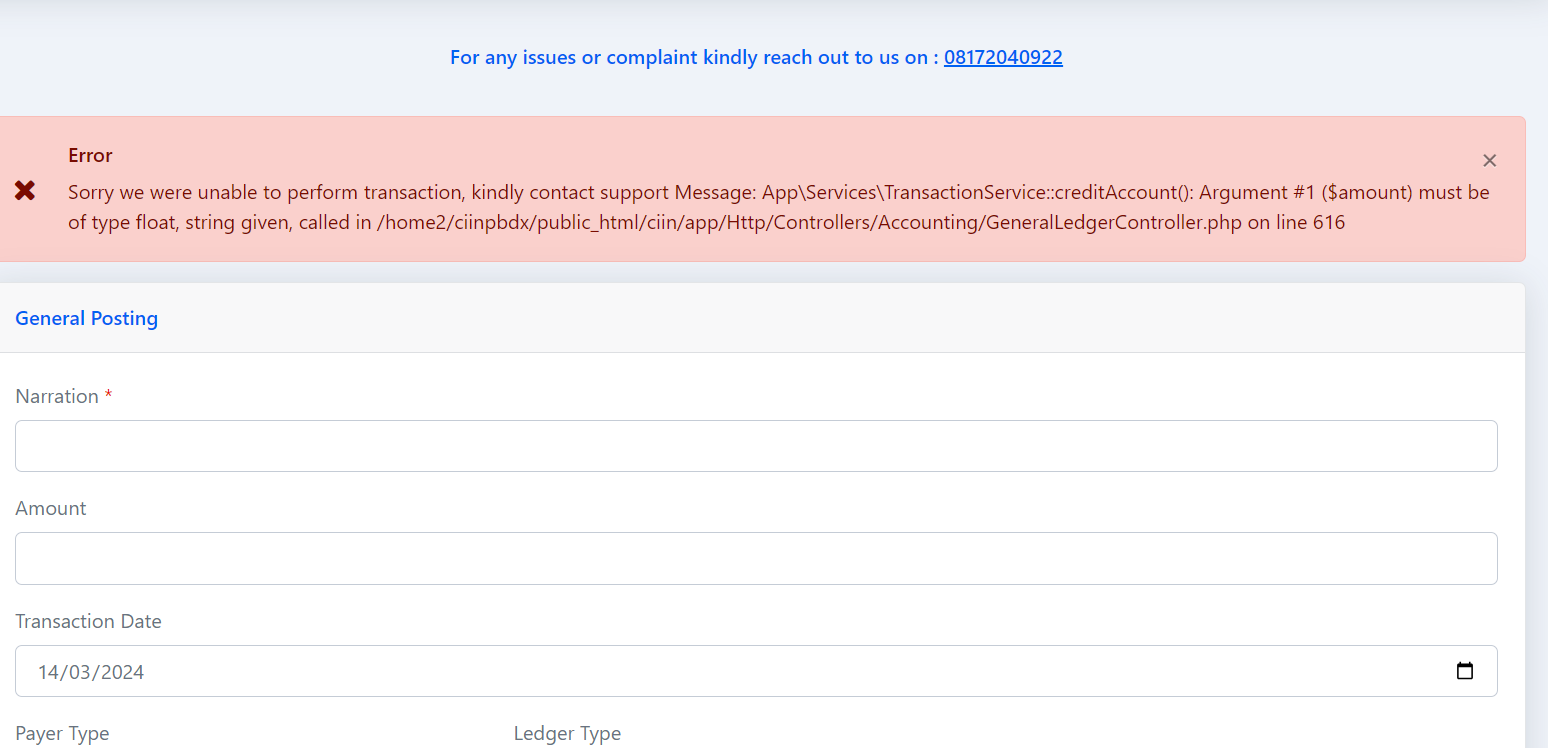 For any issues or complaint kindly reach out to us on : 08172040922
Error
Sorry we were unable to perform transaction, kindly contact support Message: App\Services\TransactionService::creditAccount(): Argument #1 ($amount) must be
of type float, string given, called in /home2/ciinpbdx/public_html/ciin/app/Http/Controllers/Accounting/GeneralLedgerController.php on line 616
General Posting
Narration *
Amount
Transaction Date
14/03/2024
Payer Type
Ledger Type